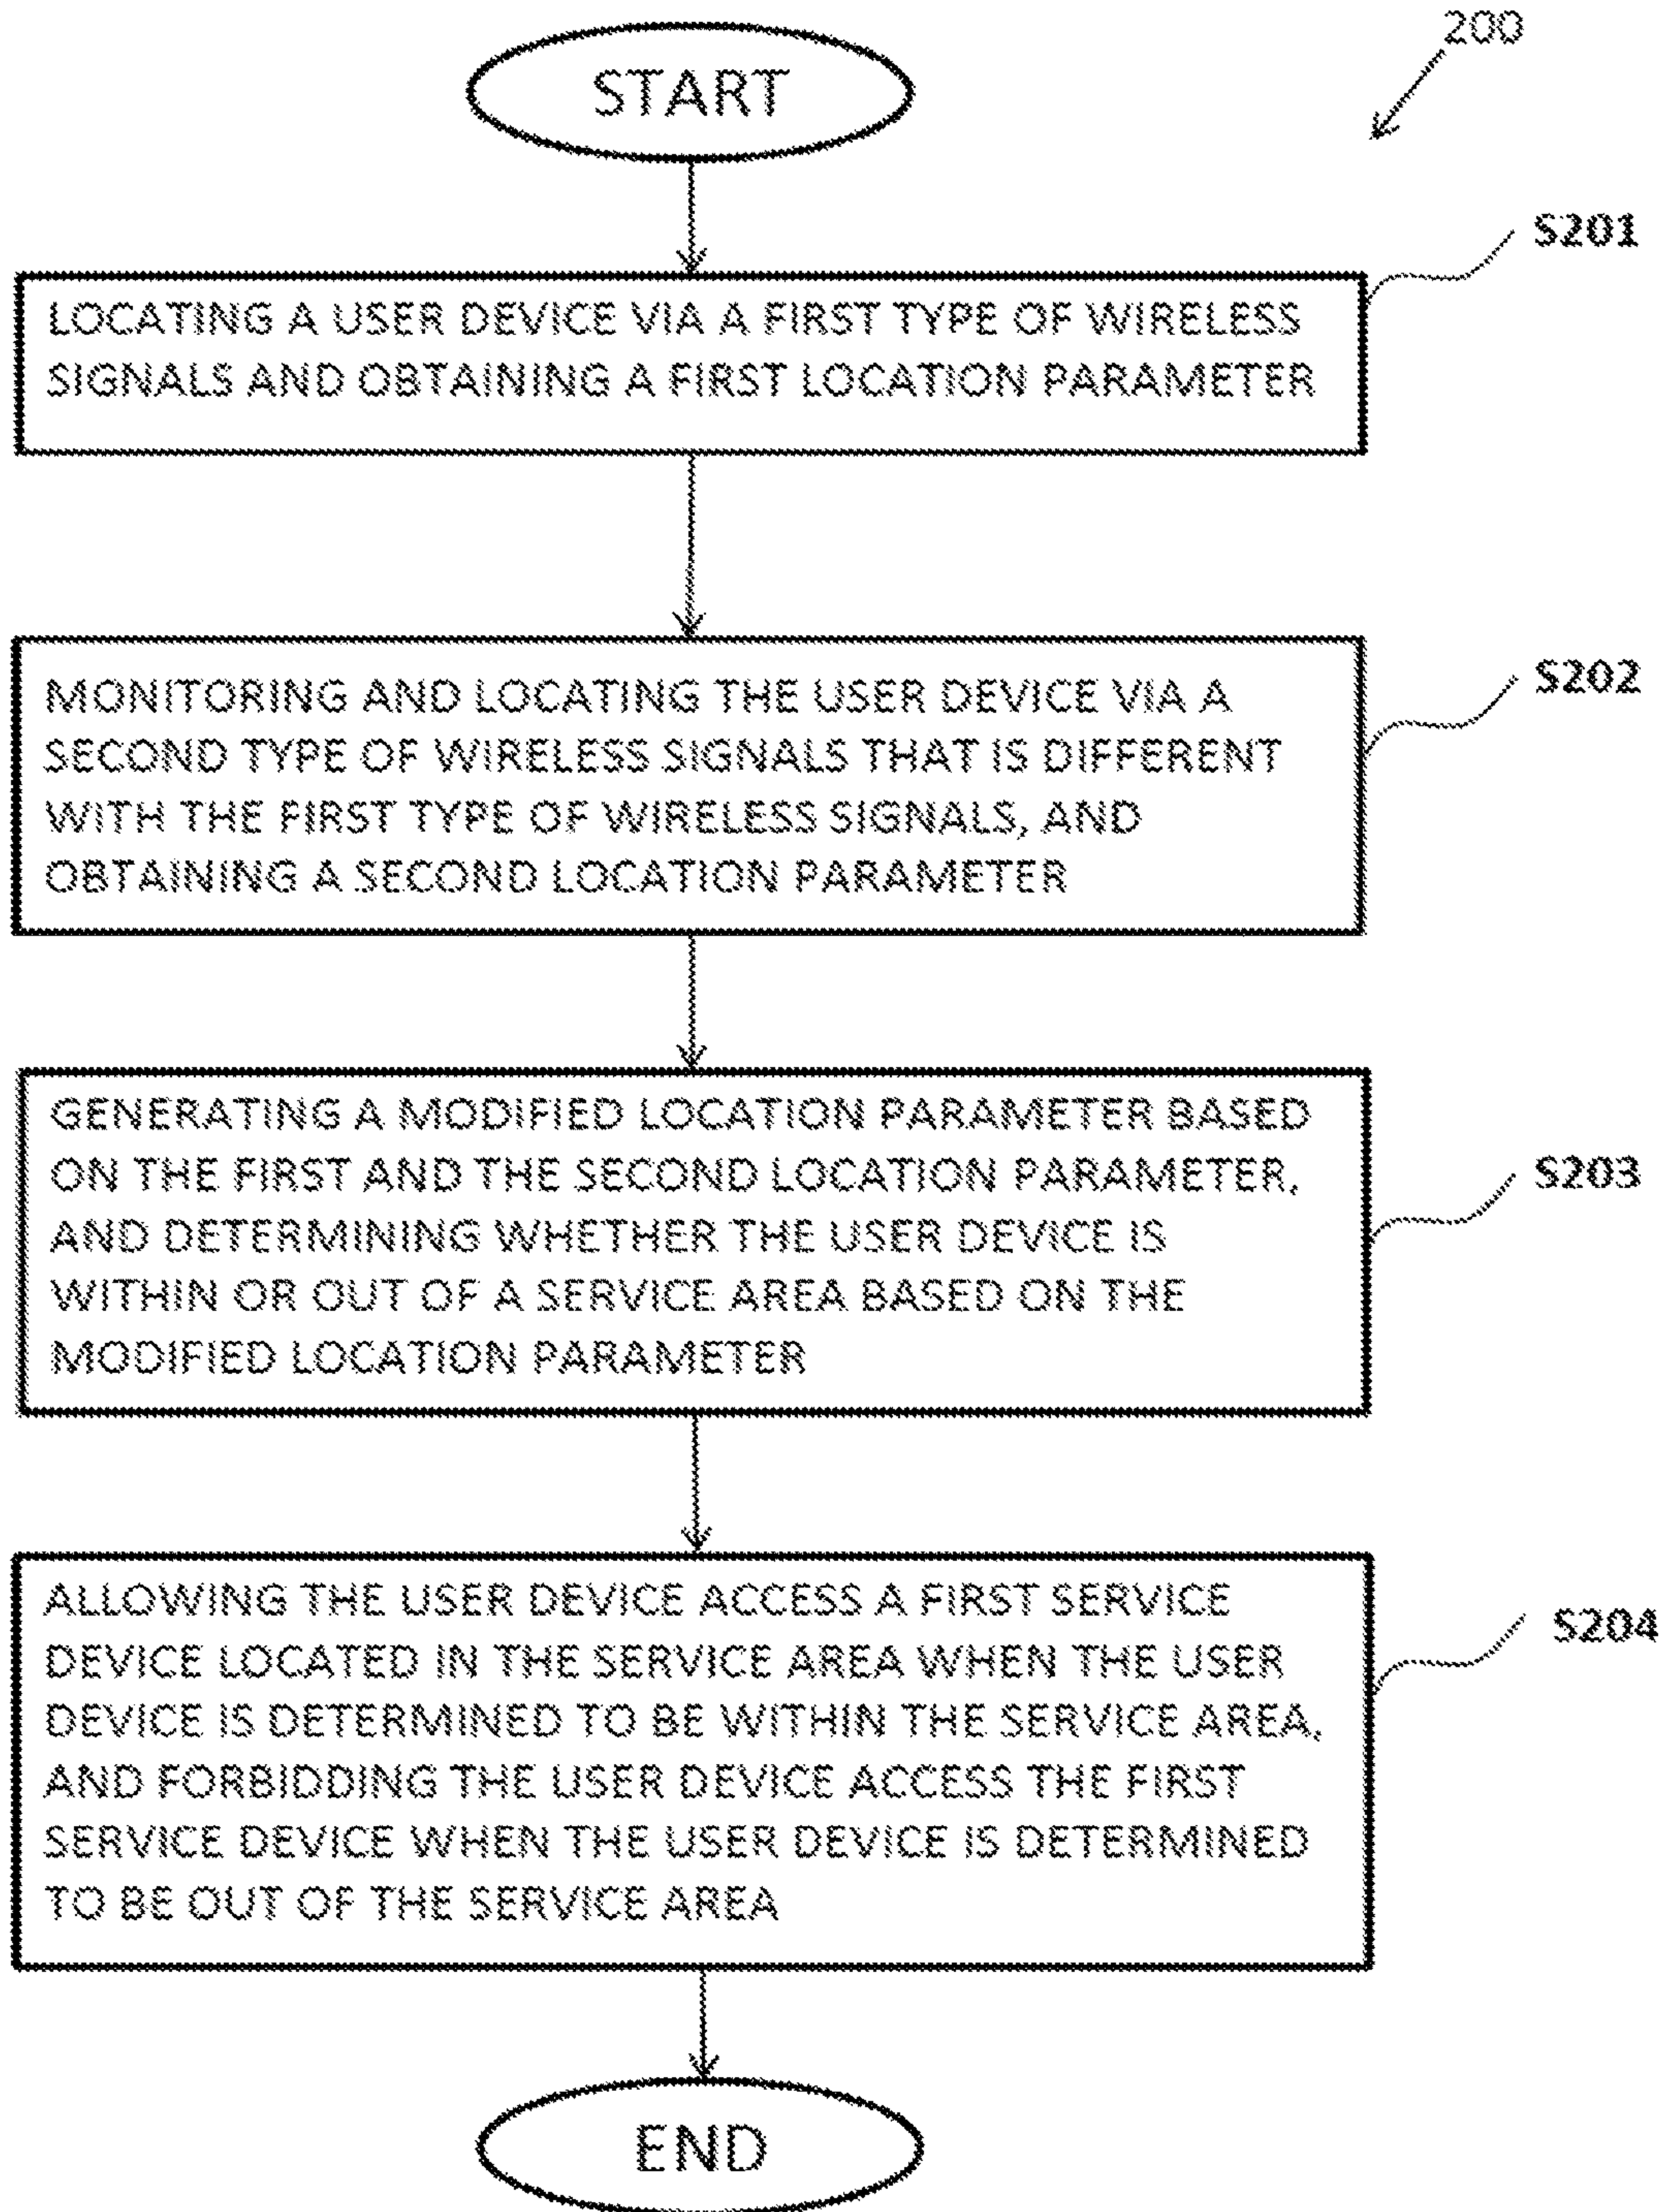 200
START
S201
LOCATING A USER DEVICE VIA A FIRST TYPE OF WIRELESS
SIGNALS AND OBTAINING A FIRST LOCATION PARAMETER
S202
MONITORING AND LOCATING THE USER DEVICE VIA A
SECOND TYPE OF WIRELESS SIGNALS THAT IS DIFFERENT
WITH THE FIRST TYPE OF WIRELESS SIGNALS, AND
OBTAINING A SECOND LOCATION PARAMETER
S203
GENERATING A MODIFIED LOCATION PARAMETER BASED
ON THE FIRST AND THE SECOND LOCATION PARAMETER,
AND DETERMINING WHETHER THE USER DEVICE IS
WITHIN OR OUT OF A SERVICE AREA BASED ON THE
MODIFIED LOCATION PARAMETER
S204
ALLOWING THE USER DEVICE ACCESS A FIRST SERVICE
DEVICE LOCATED IN THE SERVICE AREA WHEN THE USER
DEVICE IS DETERMINED TO BE WITHIN THE SERVICE AREA,
AND FORBIDDING THE USER DEVICE ACCESS THE FIRST
SERVICE DEVICE WHEN THE USER DEVICE IS DETERMINED
TO BE OUT OF THE SERVICE AREA
END